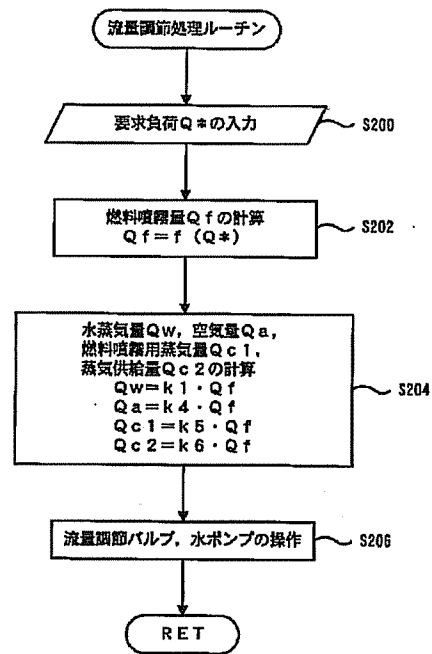 流量調節処理ルーチン
要求負荷Q*の入力
S200
燃料噴霧量Qfの計算
Qf=f(Q*)
S202
水蒸気量Qw,空気量Qa,
燃料噴霧用蒸気量Qc1,
蒸気供給量Qc2の計算
Qw=k1・Qf
Qa=k4・Qf
Qc1=k5・Qf
Qc2=k6・Qf
S204
流量調節バルブ,水ポンプの操作
S206
RET